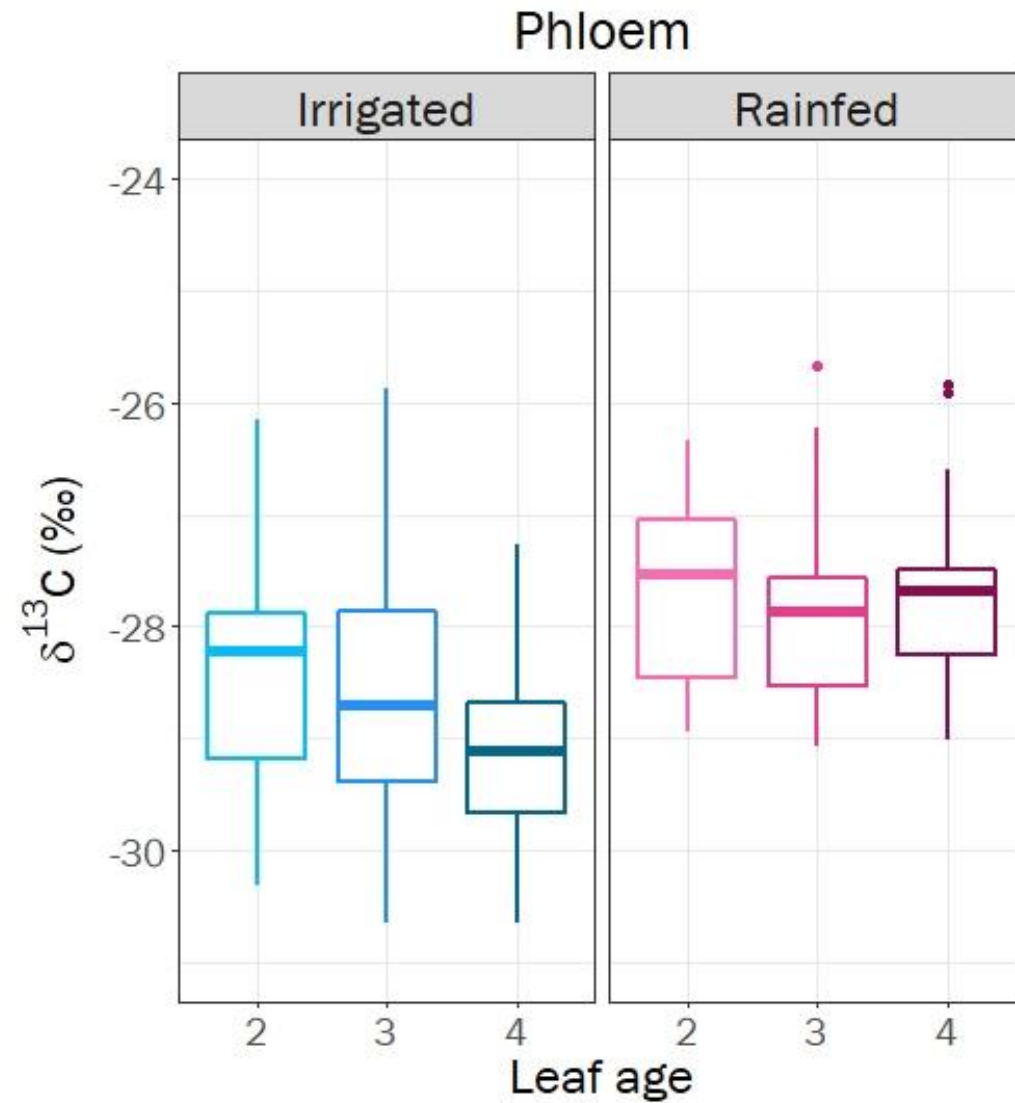 Phloem
Irrigated
Rainfed
-24
-26
-28
-30
δ¹³C (‰)
2 3 4
2 3 4
Leaf age